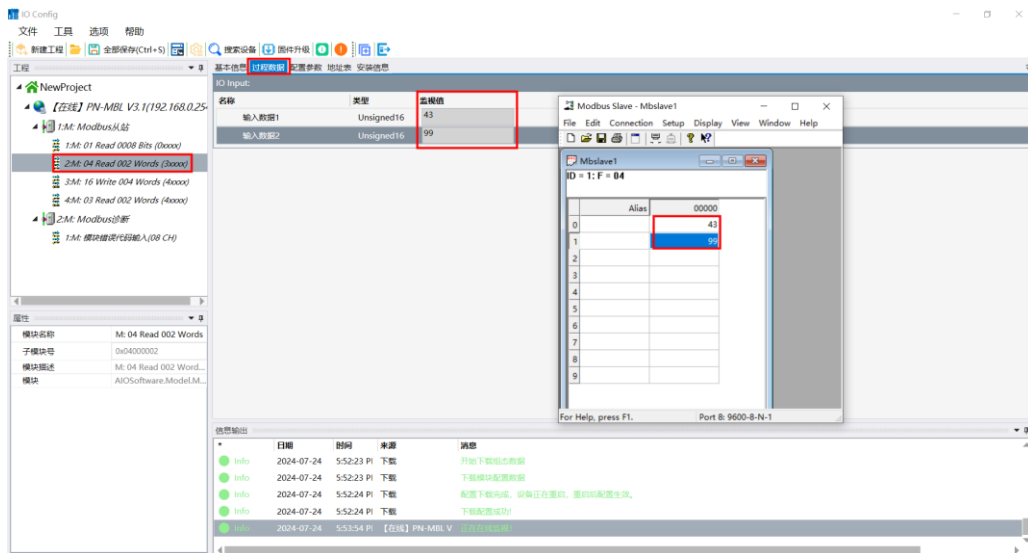 IO Config
文件 工具 选项 帮助
新建工程 全部保存(Ctrl+S) 搜索设备 固件升级
工程
NewProject
【在线】PN-MBL V3.1(192.168.0.25
1:M: Modbus从站
1:M: 01 Read 0008 Bits (0xxxx)
2:M: 04 Read 002 Words (3xxxx)
3:M: 16 Write 004 Words (4xxxx)
4:M: 03 Read 002 Words (4xxxx)
2:M: Modbus诊断
1:M: 模块错误代码输入(08 CH)
属性
模块名称 M: 04 Read 002 Words
子模块号 0x04000002
模块描述 M: 04 Read 002 Word...
模块 AIOSoftware.Model.M...
基本信息 过程数据 配置参数 地址表 安装信息
IO Input:
名称 类型 监视值
输入数据1 Unsigned16 43
输入数据2 Unsigned16 99
Modbus Slave - Mbslave1
File Edit Connection Setup Display View Window Help
Mbslave1
ID = 1: F = 04
Alias 00000
0 43
1 99
2
3
4
5
6
7
8
9
For Help, press F1. Port 8: 9600-8-N-1
信息输出
日期 时间 来源 消息
Info 2024-07-24 5:52:23 PI 下载 开始下载组态数据
Info 2024-07-24 5:52:23 PI 下载 下载模块配置数据
Info 2024-07-24 5:52:24 PI 下载 配置下载完成，设备正在重启，重启后配置生效。
Info 2024-07-24 5:52:24 PI 下载 下载配置成功!
Info 2024-07-24 5:53:54 PI 【在线】PN-MBL V